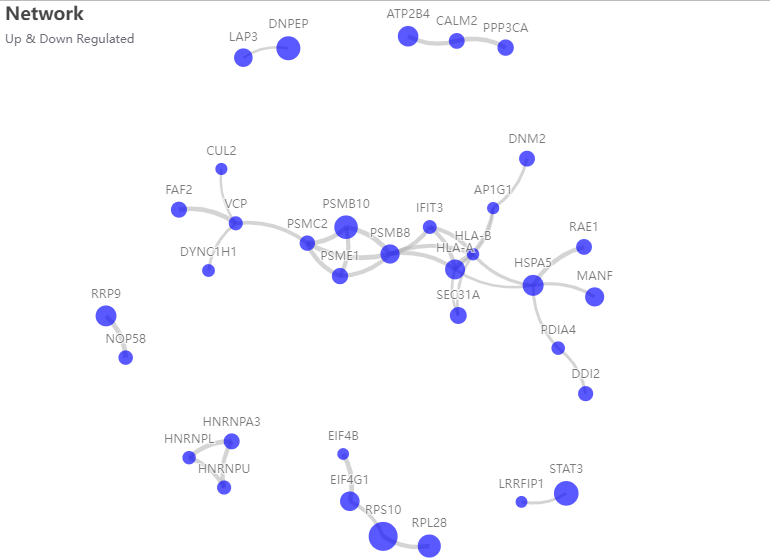 Network
Up & Down Regulated
LAP3
DNPEP
ATP2B4
CALM2
PPP3CA
DNM2
CUL2
FAF2
VCP
DYNC1H1
PSMC2
PSMB10
PSME1
PSMB8
IFIT3
AP1G1
HLA-B
HLA-A
SEC31A
HSPA5
RAE1
MANF
PDIA4
DDI2
RRP9
NOP58
HNRNPA3
HNRNPL
HNRNPU
EIF4B
EIF4G1
RPS10
RPL28
LRRFIP1
STAT3